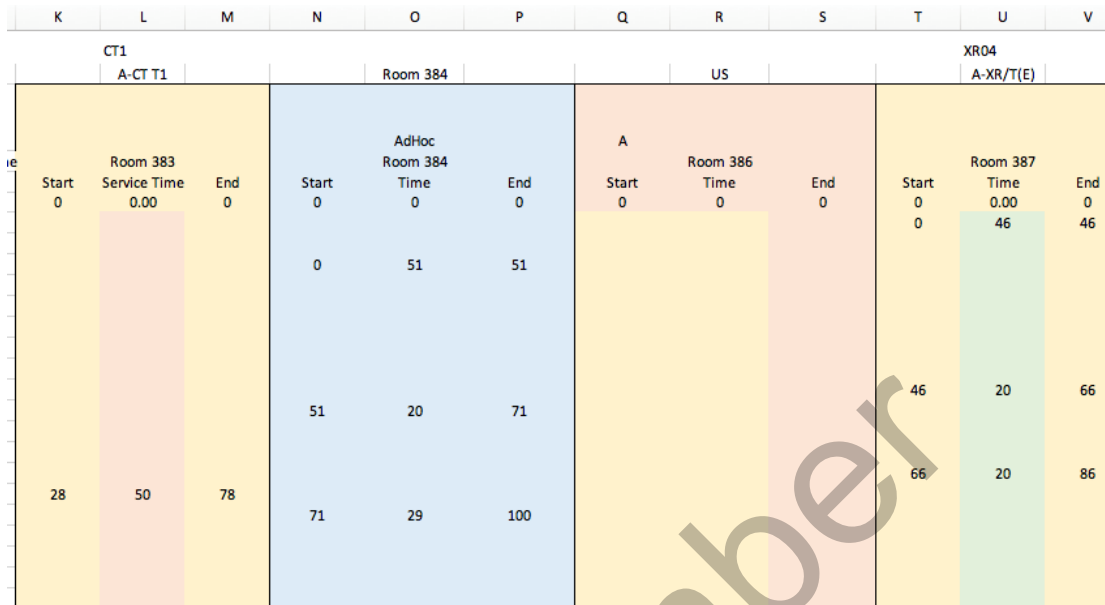 K L M N O P Q R S T U V
CT1 XR04
A-CT T1 Room 384 US A-XR/T(E)
AdHoc A
Room 383 Room 384 Room 386 Room 387
Start Service Time End Start Time End Start Time End Start Time End
0 0.00 0 0 0 0 0 0 0 0 0.00 0
0 46 46
0 51 51
46 20 66
51 20 71
66 20 86
28 50 78
71 29 100